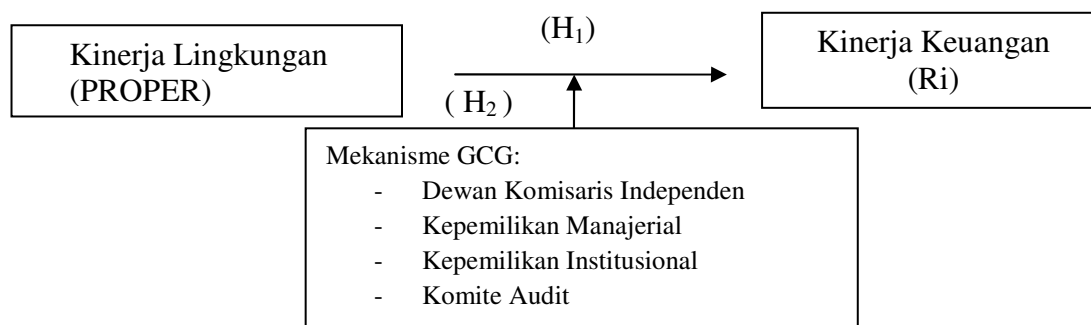 Kinerja Lingkungan
(PROPER)
(H₁)
Kinerja Keuangan
(Ri)
( H₂ )
Mekanisme GCG:
- Dewan Komisaris Independen
- Kepemilikan Manajerial
- Kepemilikan Institusional
- Komite Audit